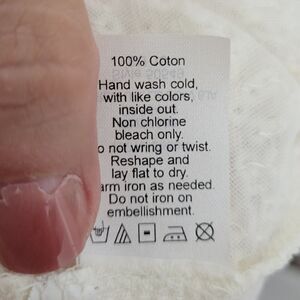 100% Coton
Hand wash cold,
with like colors,
inside out.
Non chlorine
bleach only.
o not wring or twist.
Reshape and
lay flat to dry.
arm iron as needed.
Do not iron on
embellishment.